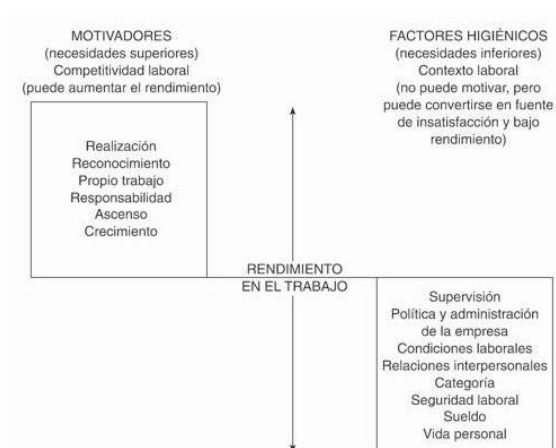 MOTIVADORES
(necesidades superiores)
Competitividad laboral
(puede aumentar el rendimiento)
FACTORES HIGIÉNICOS
(necesidades inferiores)
Contexto laboral
(no puede motivar, pero
puede convertirse en fuente
de insatisfacción y bajo
rendimiento)
Realización
Reconocimiento
Propio trabajo
Responsabilidad
Ascenso
Crecimiento
RENDIMIENTO
EN EL TRABAJO
Supervisión
Política y administración
de la empresa
Condiciones laborales
Relaciones interpersonales
Categoría
Seguridad laboral
Sueldo
Vida personal